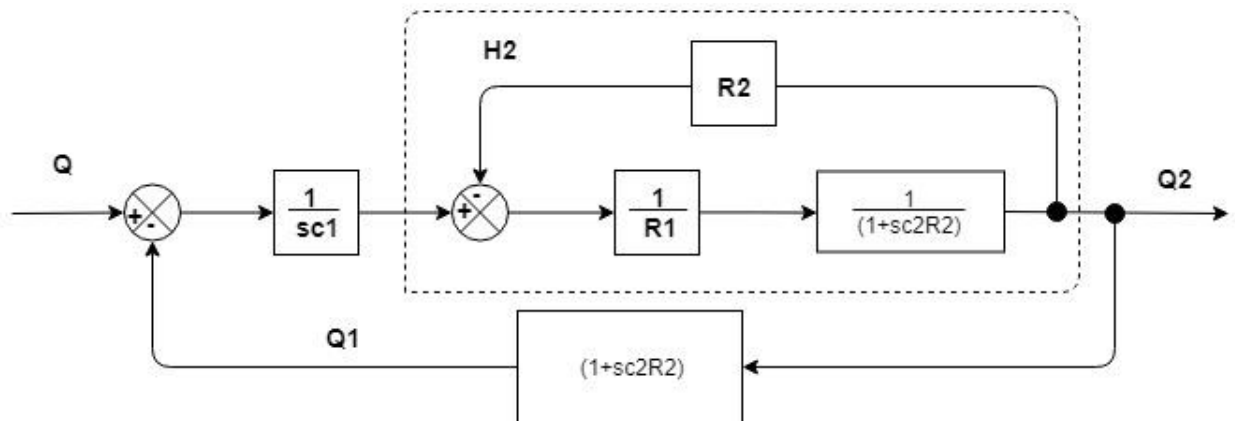 H2
R2
Q
+
-
1
sc1
-
+
1
R1
1
(1+sc2R2)
Q2
Q1
(1+sc2R2)